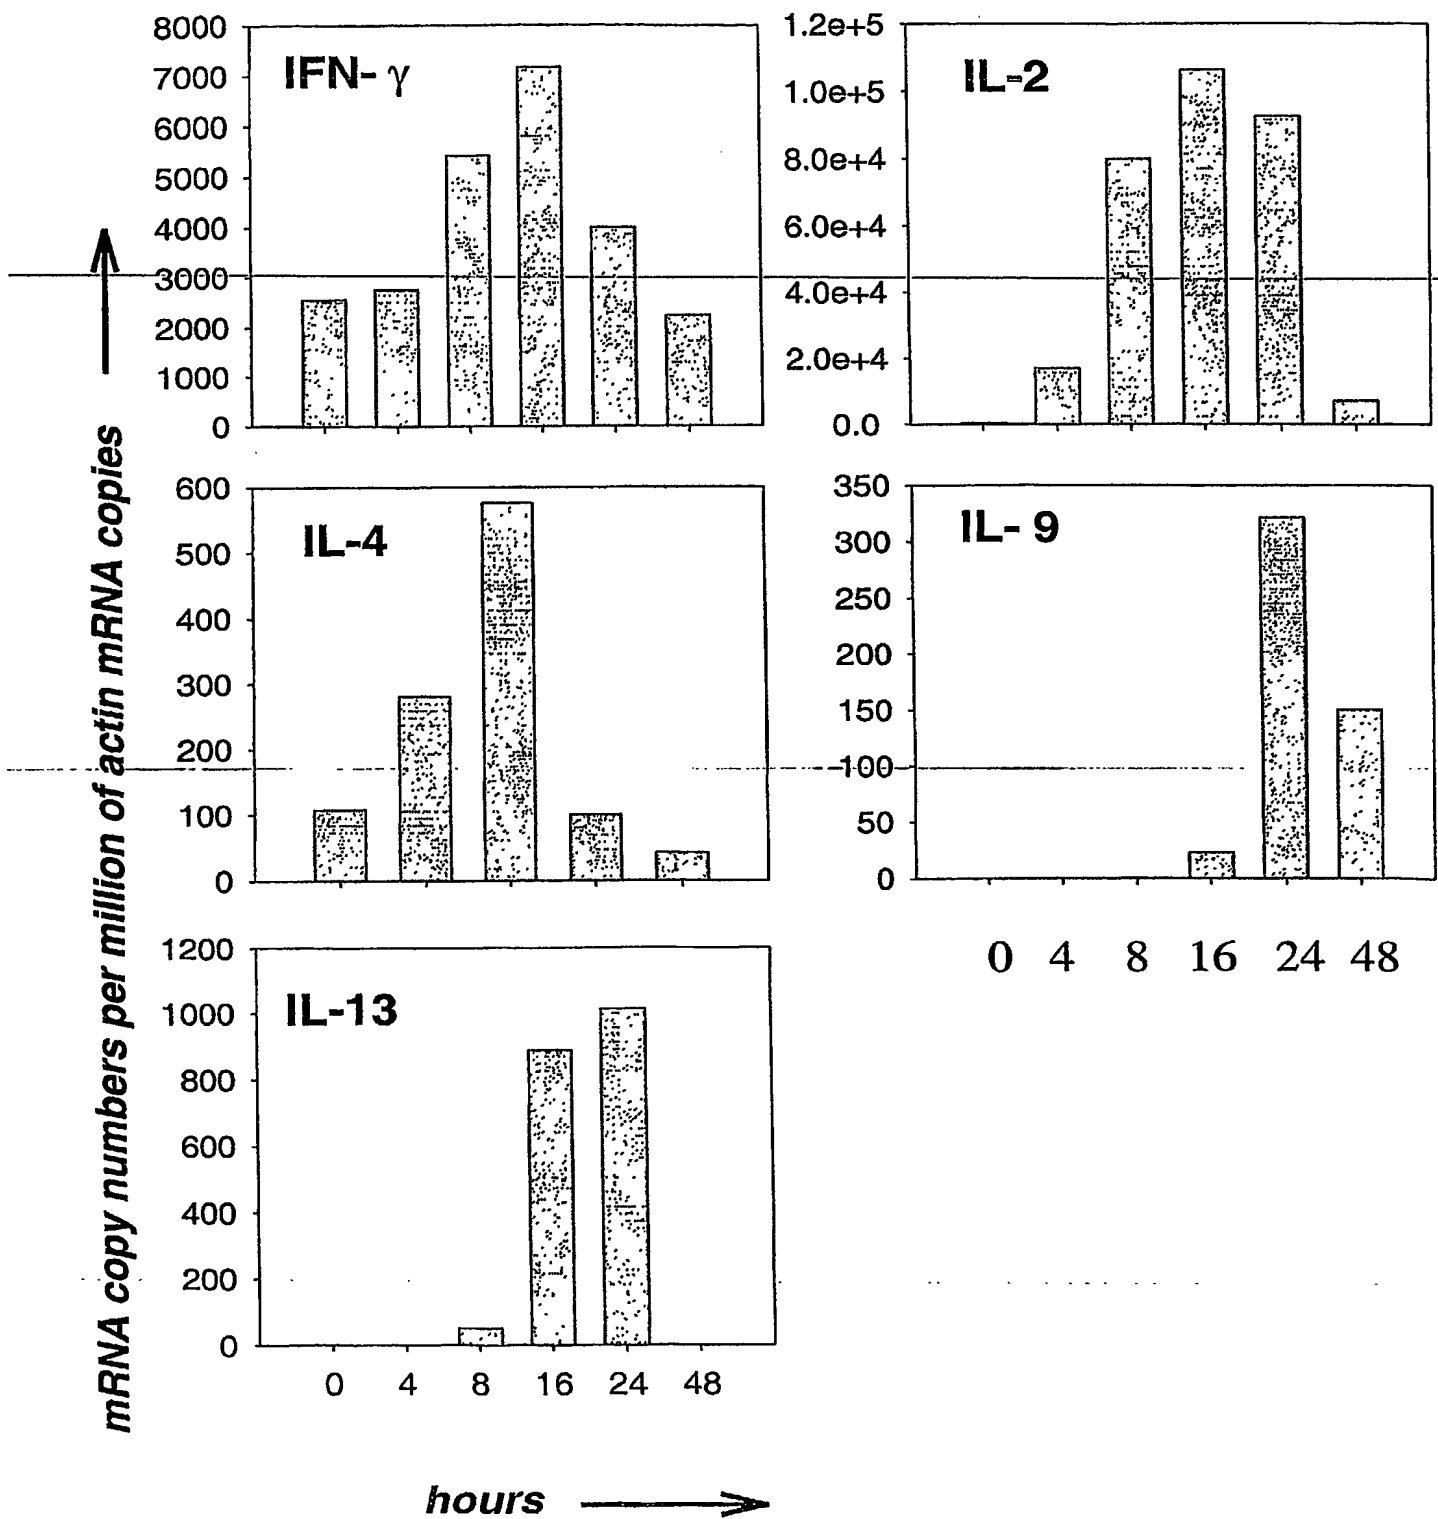 mRNA copy numbers per million of actin mRNA copies
IFN- γ
8000
7000
6000
5000
4000
3000
2000
1000
0
IL-2
1.2e+5
1.0e+5
8.0e+4
6.0e+4
4.0e+4
2.0e+4
0.0
IL-4
600
500
400
300
200
100
0
IL- 9
350
300
250
200
150
100
50
0
0 4 8 16 24 48
IL-13
1200
1000
800
600
400
200
0
0 4 8 16 24 48
hours